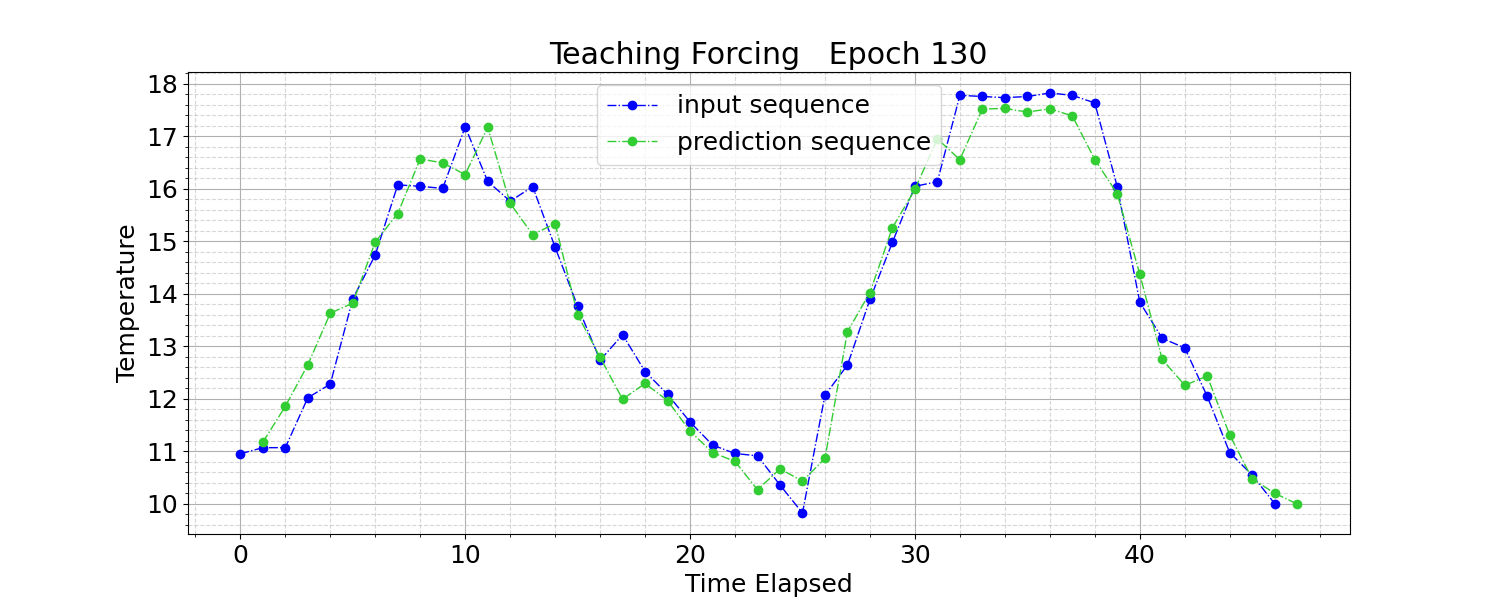 Teaching Forcing   Epoch 130
input sequence
prediction sequence
Temperature
18
17
16
15
14
13
12
11
10
0 10 20 30 40
Time Elapsed